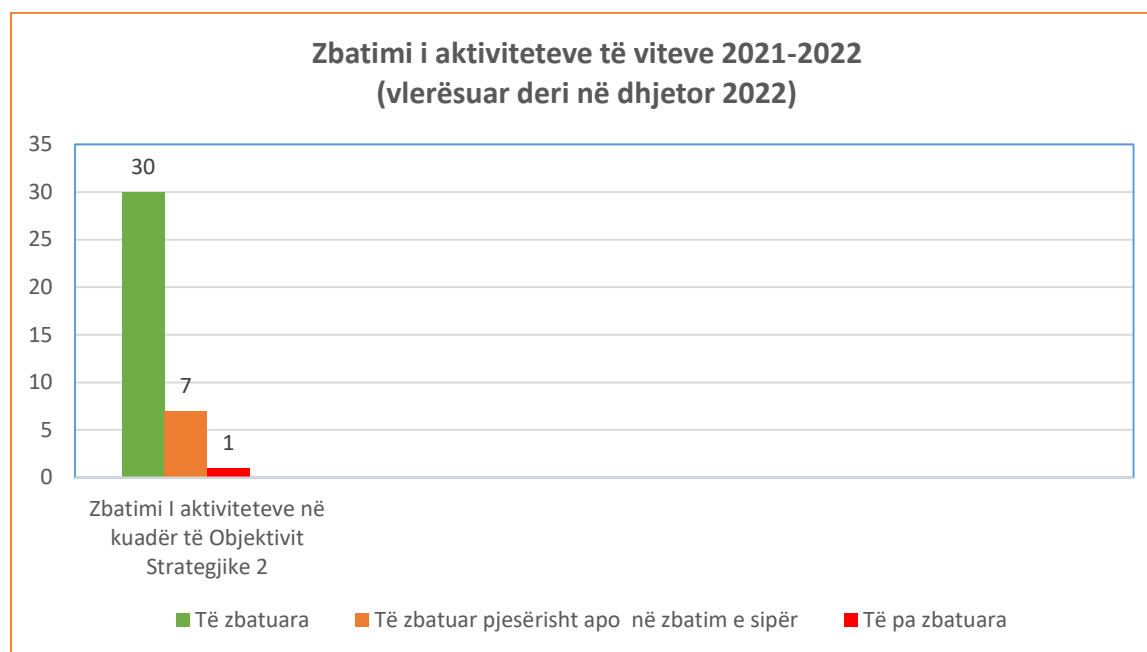 Zbatimi i aktiviteteve të viteve 2021-2022
(vlerësuar deri në dhjetor 2022)
35
30
25
20
15
10
5
0
30
7
1
Zbatimi I aktiviteteve në
kuadër të Objektivit
Strategjike 2
Të zbatuara
Të zbatuar pjesërisht apo në zbatim e sipër
Të pa zbatuara